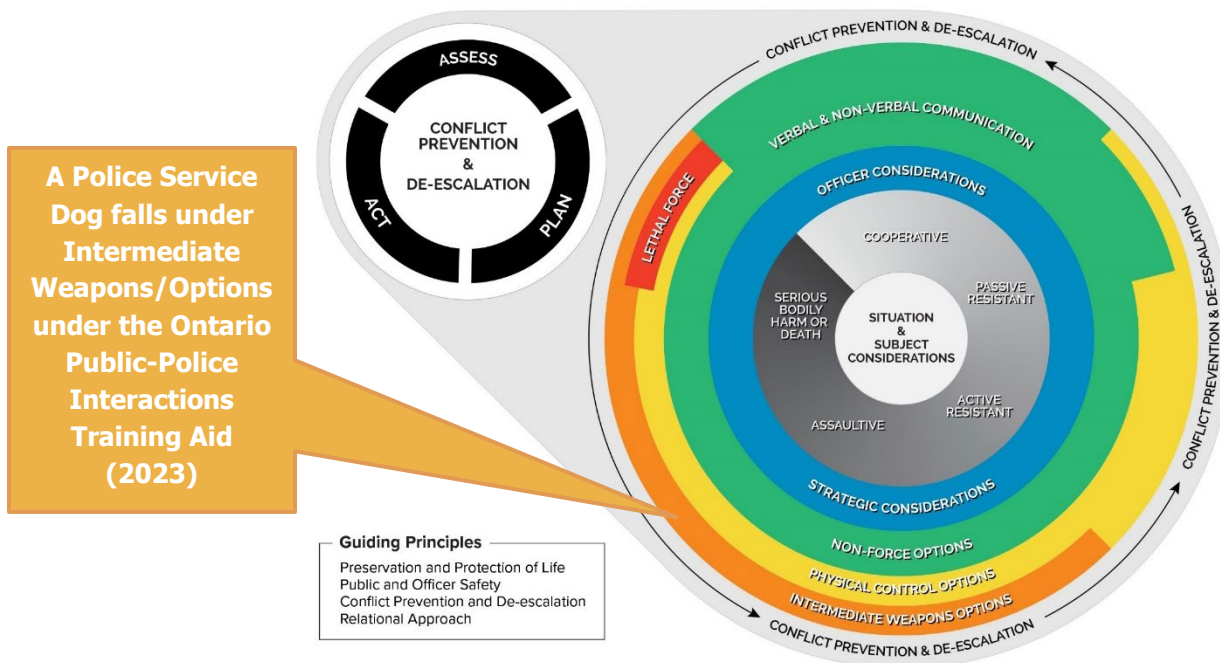 A Police Service
Dog falls under
Intermediate
Weapons/Options
under the Ontario
Public-Police
Interactions
Training Aid
(2023)
ASSESS
PLAN
ACT
CONFLICT
PREVENTION
&
DE-ESCALATION
CONFLICT PREVENTION & DE-ESCALATION
CONFLICT PREVENTION & DE-ESCALATION
CONFLICT PREVENTION & DE-ESCALATION
VERBAL & NON-VERBAL COMMUNICATION
OFFICER CONSIDERATIONS
LETHAL FORCE
COOPERATIVE
PASSIVE
RESISTANT
SERIOUS
BODILY
HARM OR
DEATH
SITUATION
&
SUBJECT
CONSIDERATIONS
ACTIVE
RESISTANT
ASSAULTIVE
STRATEGIC CONSIDERATIONS
NON-FORCE OPTIONS
PHYSICAL CONTROL OPTIONS
INTERMEDIATE WEAPONS OPTIONS
Guiding Principles
Preservation and Protection of Life
Public and Officer Safety
Conflict Prevention and De-escalation
Relational Approach